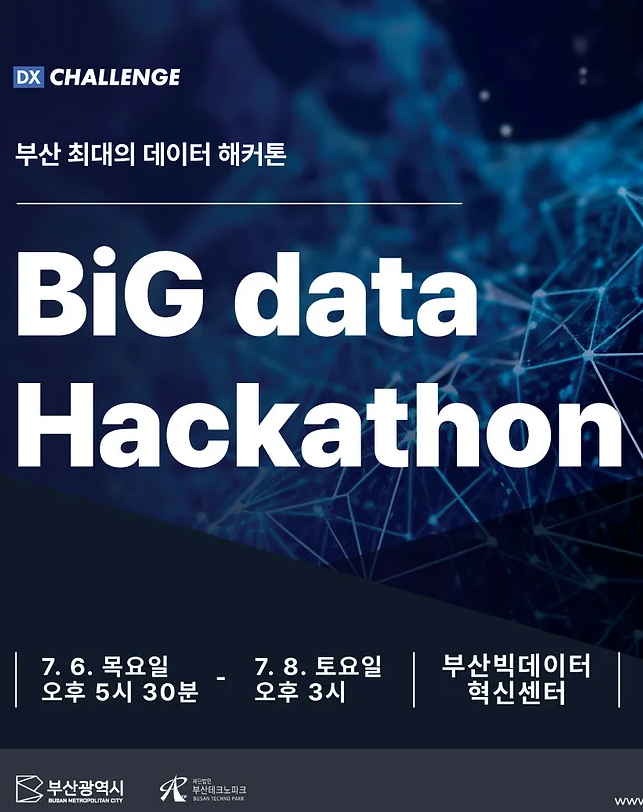 DX CHALLENGE
부산 최대의 데이터 해커톤
BiG data
Hackathon
7. 6. 목요일
오후 5시 30분
-
7. 8. 토요일
오후 3시
부산빅데이터
혁신센터
부산광역시
BUSAN METROPOLITAN CITY
재단법인
부산테크노파크
BUSAN TECHNO PARK
www